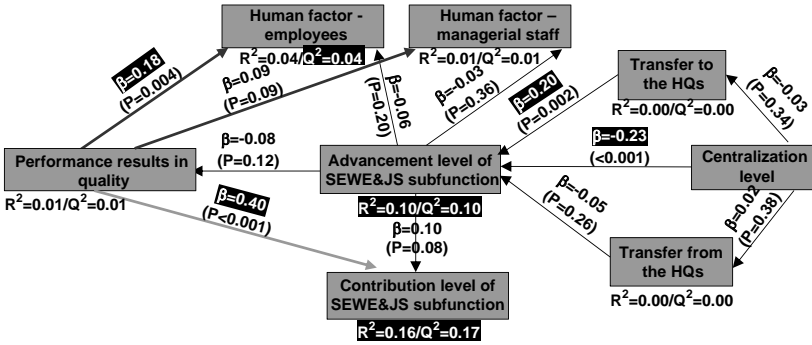 Human factor -
employees
R²=0.04/Q²=0.04
Human factor –
managerial staff
R²=0.01/Q²=0.01
β=0.18
(P=0.004)
β=0.09
(P=0.09)
β=-0.06
(P=0.20)
β=-0.03
(P=0.36)
β=0.20
(P=0.002)
Transfer to
the HQs
R²=0.00/Q²=0.00
β=-0.03
(P=0.34)
Performance results in
quality
R²=0.01/Q²=0.01
β=-0.08
(P=0.12)
Advancement level of
SEWE&JS subfunction
R²=0.10/Q²=0.10
β=-0.23
(<0.001)
Centralization
level
β=0.40
(P<0.001)
β=0.10
(P=0.08)
β=-0.05
(P=0.26)
β=0.02
(P=0.38)
Transfer from
the HQs
R²=0.00/Q²=0.00
Contribution level of
SEWE&JS subfunction
R²=0.16/Q²=0.17